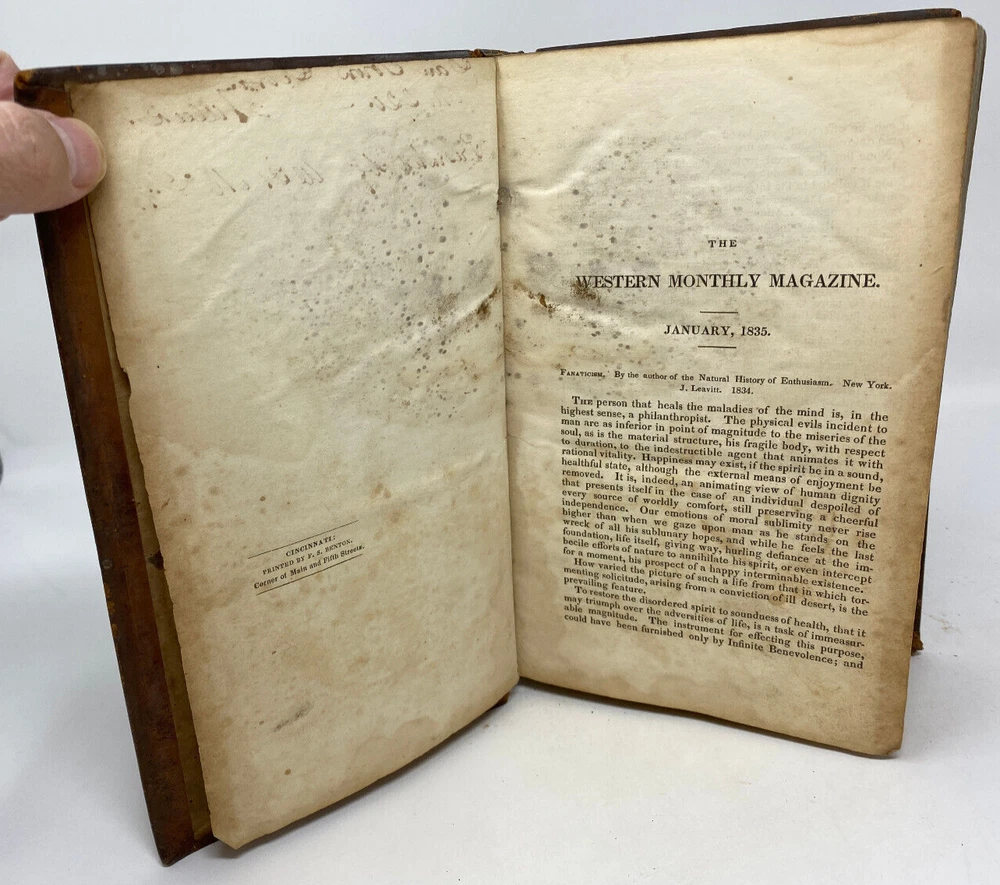 CINCINNATI:
PRINTED BY F. S. BENTON,
Corner of Main and Fifth Streets.
THE
WESTERN MONTHLY MAGAZINE.
JANUARY, 1835.
FANATICISM. By the author of the Natural History of Enthusiasm. New York.
J. Leavitt. 1834.
THE person that heals the maladies of the mind is, in the
highest sense, a philanthropist. The physical evils incident to
man are as inferior in point of magnitude to the miseries of the
soul, as is the material structure, his fragile body, with respect
to duration, to the indestructible agent that animates it with
rational vitality. Happiness may exist, if the spirit be in a sound,
healthful state, although the external means of enjoyment be
removed. It is, indeed, an animating view of human dignity
that presents itself in the case of an individual despoiled of
every source of worldly comfort, still preserving a cheerful
independence. Our emotions of moral sublimity never rise
higher than when we gaze upon man as he stands on the
wreck of all his sublunary hopes, and while he feels the last
foundation, life itself, giving way, hurling defiance at the im-
becile efforts of nature to annihilate his spirit, or even intercept
for a moment, his prospect of a happy interminable existence.
How varied the picture of such a life from that in which tor-
menting solicitude, arising from a conviction of ill desert, is the
prevailing feature.
To restore the disordered spirit to soundness of health, that it
may triumph over the adversities of life, is a task of immeasur-
able magnitude. The instrument for effecting this purpose,
could have been furnished only by Infinite Benevolence; and